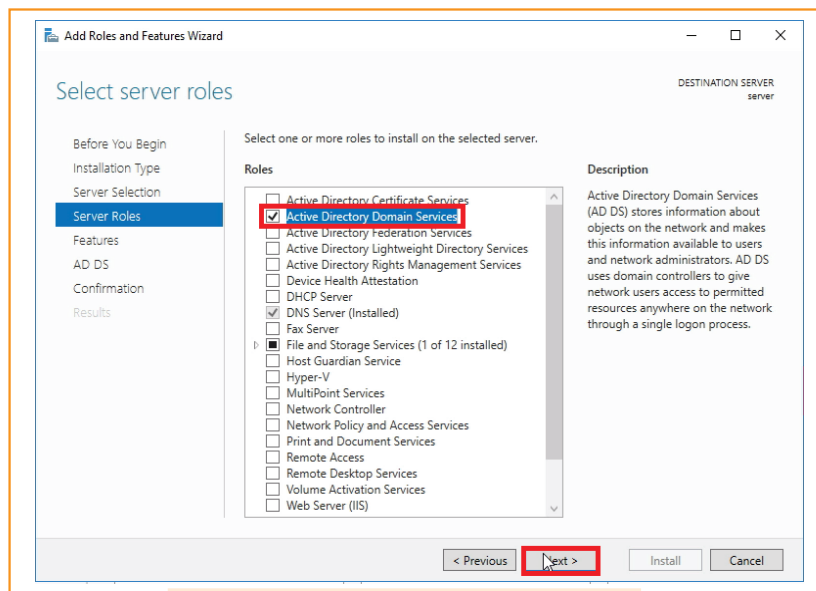 Add Roles and Features Wizard
Select server roles
DESTINATION SERVER
server
Before You Begin
Installation Type
Server Selection
Server Roles
Features
AD DS
Confirmation
Results
Select one or more roles to install on the selected server.
Roles
Active Directory Certificate Services
Active Directory Domain Services
Active Directory Federation Services
Active Directory Lightweight Directory Services
Active Directory Rights Management Services
Device Health Attestation
DHCP Server
DNS Server (Installed)
Fax Server
File and Storage Services (1 of 12 installed)
Host Guardian Service
Hyper-V
MultiPoint Services
Network Controller
Network Policy and Access Services
Print and Document Services
Remote Access
Remote Desktop Services
Volume Activation Services
Web Server (IIS)
Description
Active Directory Domain Services
(AD DS) stores information about
objects on the network and makes
this information available to users
and network administrators. AD DS
uses domain controllers to give
network users access to permitted
resources anywhere on the network
through a single logon process.
< Previous
Next >
Install
Cancel